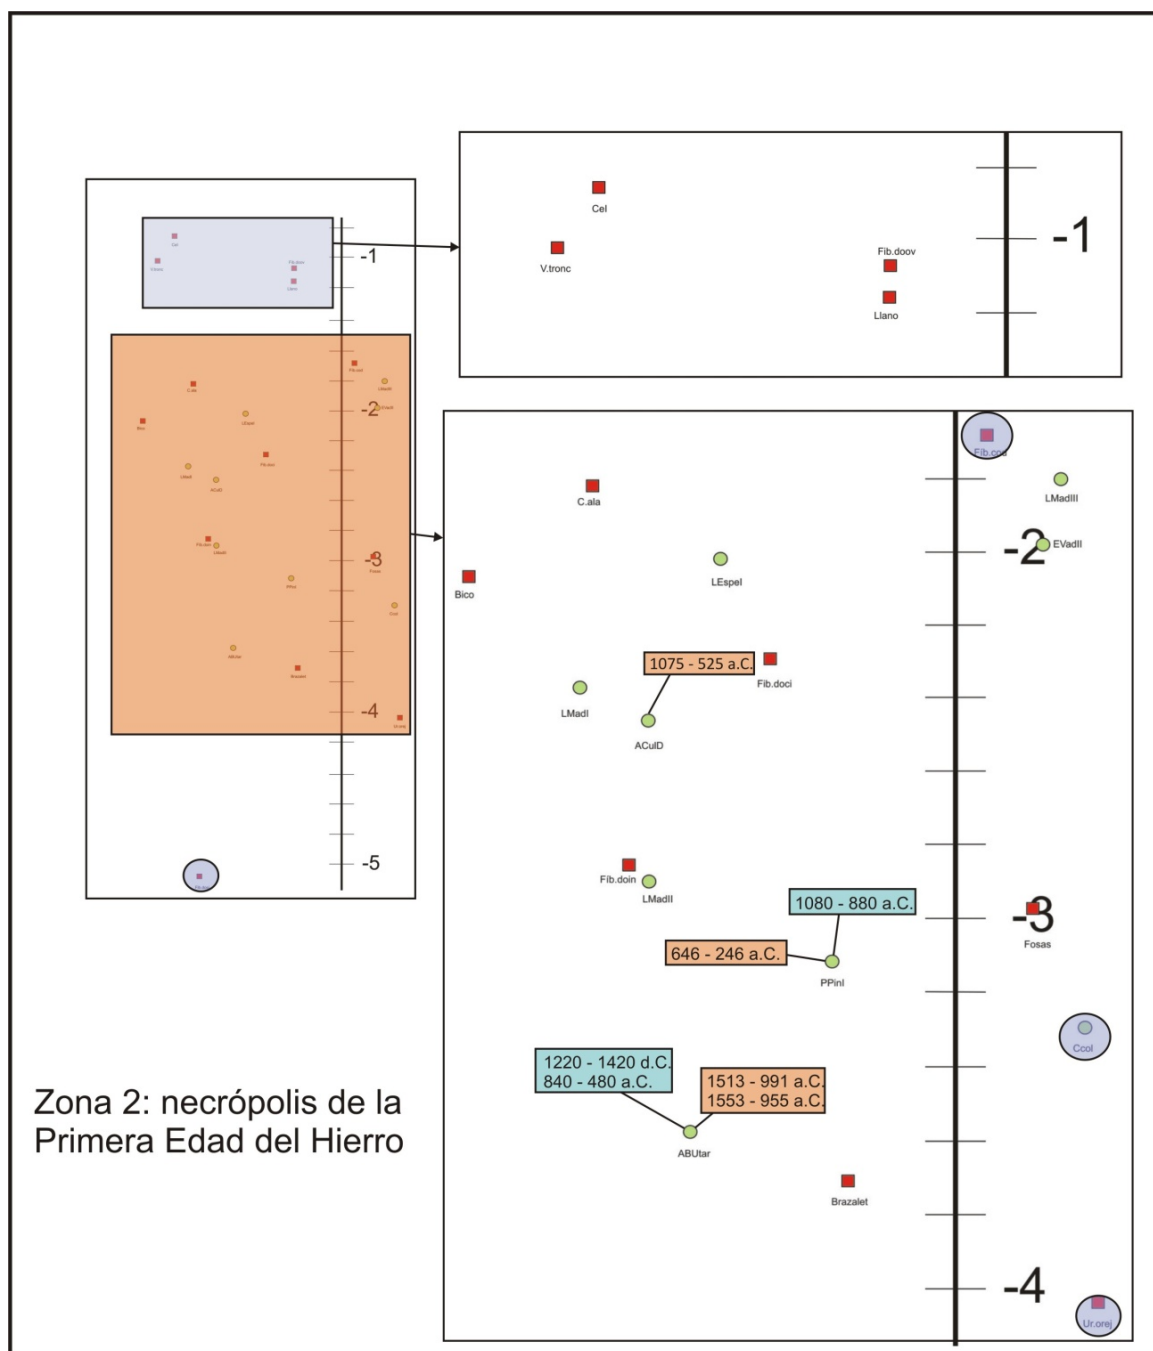 Cel
V.tronc
Fib.doov
Llano
-1
-1
-2
-3
-4
-5
Fib.cod
C.ala
LMadIII
-2
EVadII
LEspeI
Bico
1075 - 525 a.C.
Fib.doci
LMadI
ACulD
Fib.doin
LMadII
1080 - 880 a.C.
-3
Fosas
646 - 246 a.C.
PPinI
Ccol
1220 - 1420 d.C.
840 - 480 a.C.
1513 - 991 a.C.
1553 - 955 a.C.
ABUtar
Brazalet
-4
Ur.orej
Zona 2: necrópolis de la
Primera Edad del Hierro